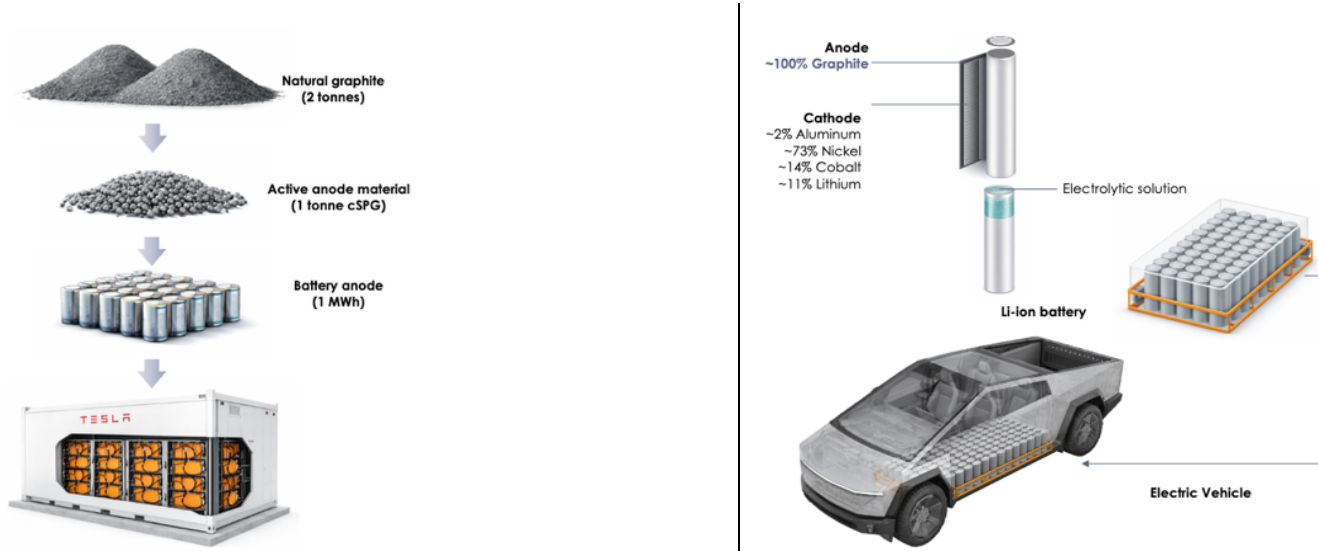 Natural graphite
(2 tonnes)
Active anode material
(1 tonne cSPG)
Battery anode
(1 MWh)
TESLA
Anode
~100% Graphite
Cathode
~2% Aluminum
~73% Nickel
~14% Cobalt
~11% Lithium
Electrolytic solution
Li-ion battery
Electric Vehicle